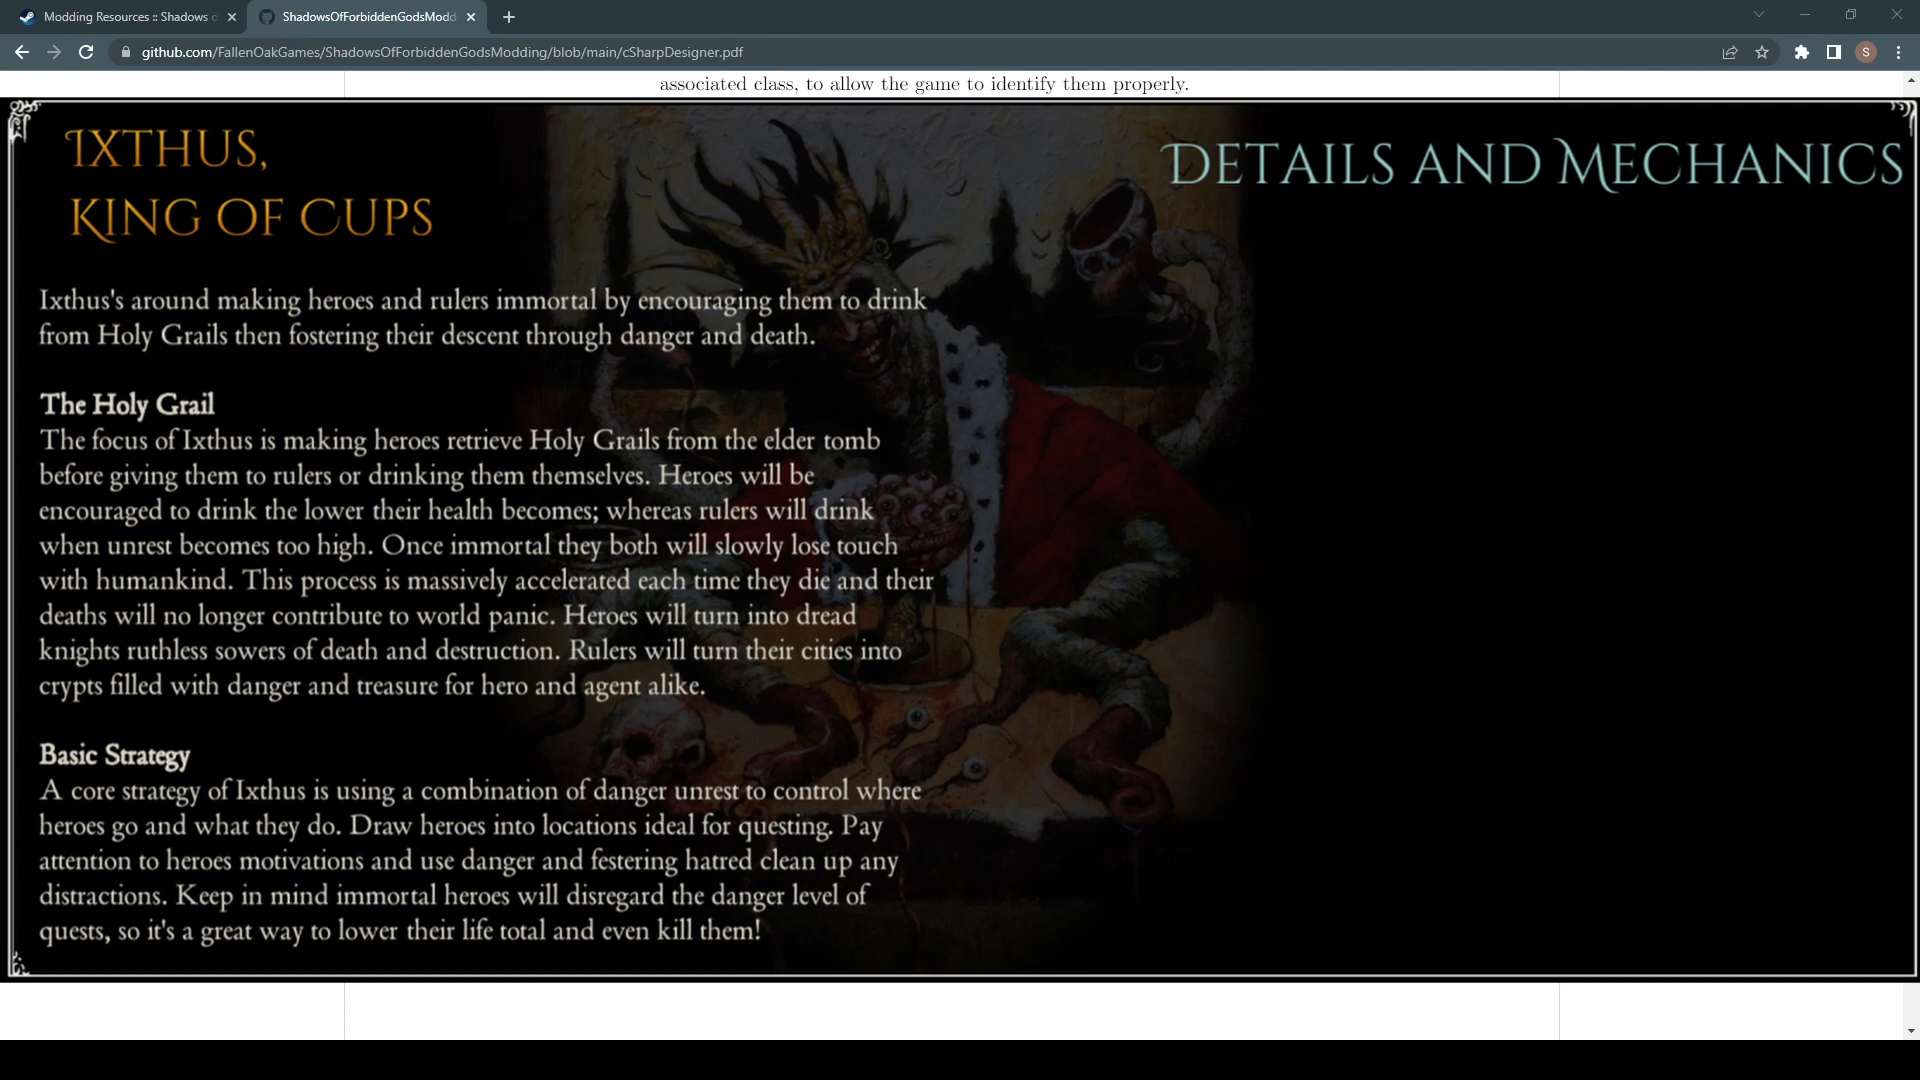 Modding Resources :: Shadows o
ShadowsOfForbiddenGodsModd
github.com/FallenOakGames/ShadowsOfForbiddenGodsModding/blob/main/cSharpDesigner.pdf
S
associated class, to allow the game to identify them properly.
IXTHUS,
KING OF CUPS
DETAILS AND MECHANICS
Ixthus's around making heroes and rulers immortal by encouraging them to drink
from Holy Grails then fostering their descent through danger and death.
The Holy Grail
The focus of Ixthus is making heroes retrieve Holy Grails from the elder tomb
before giving them to rulers or drinking them themselves. Heroes will be
encouraged to drink the lower their health becomes; whereas rulers will drink
when unrest becomes too high. Once immortal they both will slowly lose touch
with humankind. This process is massively accelerated each time they die and their
deaths will no longer contribute to world panic. Heroes will turn into dread
knights ruthless sowers of death and destruction. Rulers will turn their cities into
crypts filled with danger and treasure for hero and agent alike.
Basic Strategy
A core strategy of Ixthus is using a combination of danger unrest to control where
heroes go and what they do. Draw heroes into locations ideal for questing. Pay
attention to heroes motivations and use danger and festering hatred clean up any
distractions. Keep in mind immortal heroes will disregard the danger level of
quests, so it's a great way to lower their life total and even kill them!